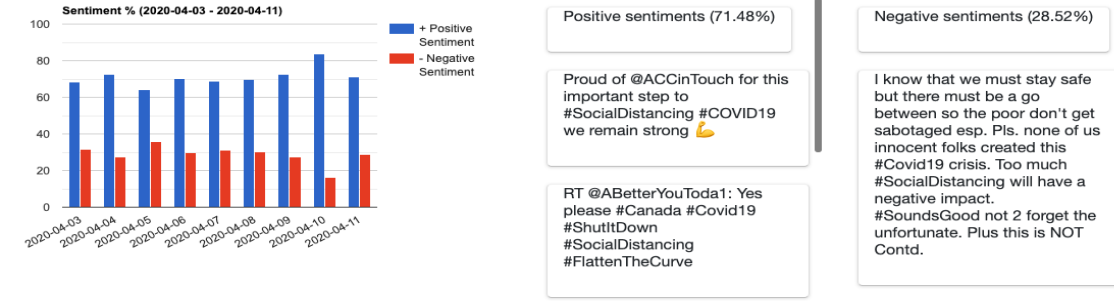 Sentiment % (2020-04-03 - 2020-04-11)
100
80
60
40
20
0
2020-04-03
2020-04-04
2020-04-05
2020-04-06
2020-04-07
2020-04-08
2020-04-09
2020-04-10
2020-04-11
+ Positive
Sentiment
- Negative
Sentiment
Positive sentiments (71.48%)
Proud of @ACCinTouch for this
important step to
#SocialDistancing #COVID19
we remain strong 💪
RT @ABetterYouToda1: Yes
please #Canada #Covid19
#ShutItDown
#SocialDistancing
#FlattenTheCurve
Negative sentiments (28.52%)
I know that we must stay safe
but there must be a go
between so the poor don't get
sabotaged esp. Pls. none of us
innocent folks created this
#Covid19 crisis. Too much
#SocialDistancing will have a
negative impact.
#SoundsGood not 2 forget the
unfortunate. Plus this is NOT
Contd.